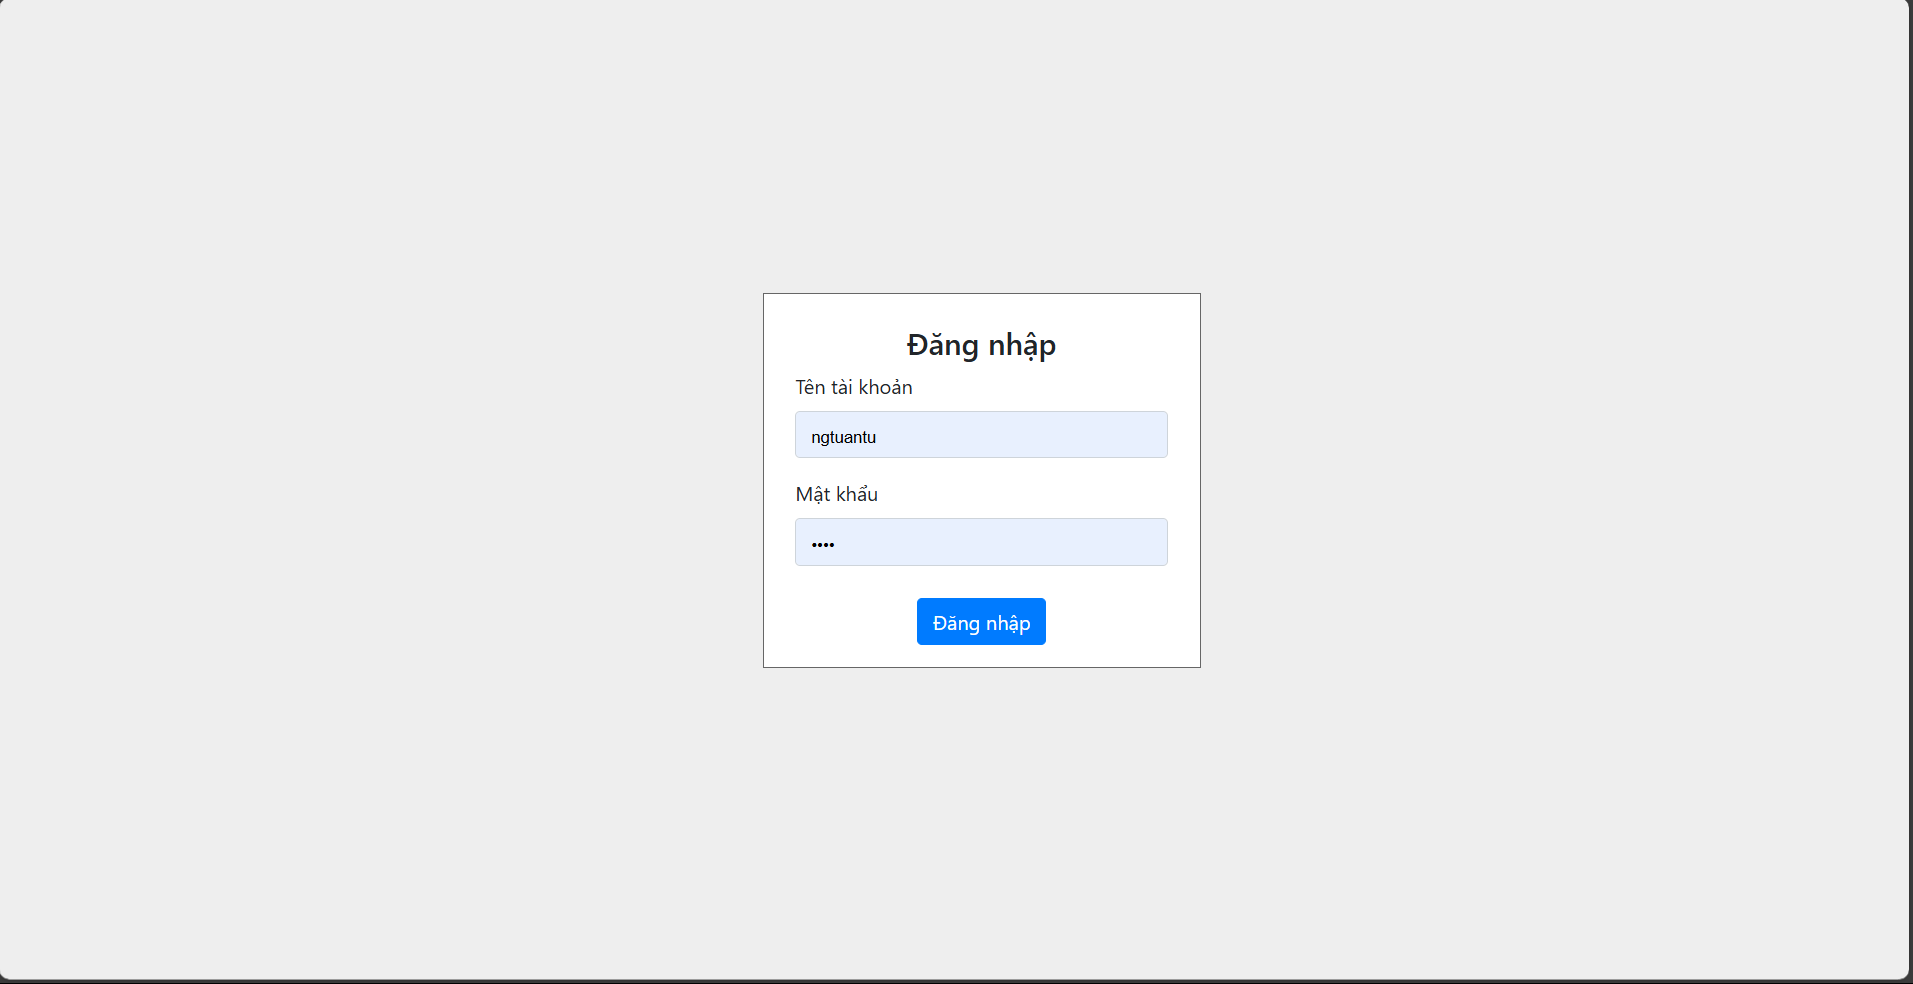 Đăng nhập
Tên tài khoản
ngtuantu
Mật khẩu
••••
Đăng nhập